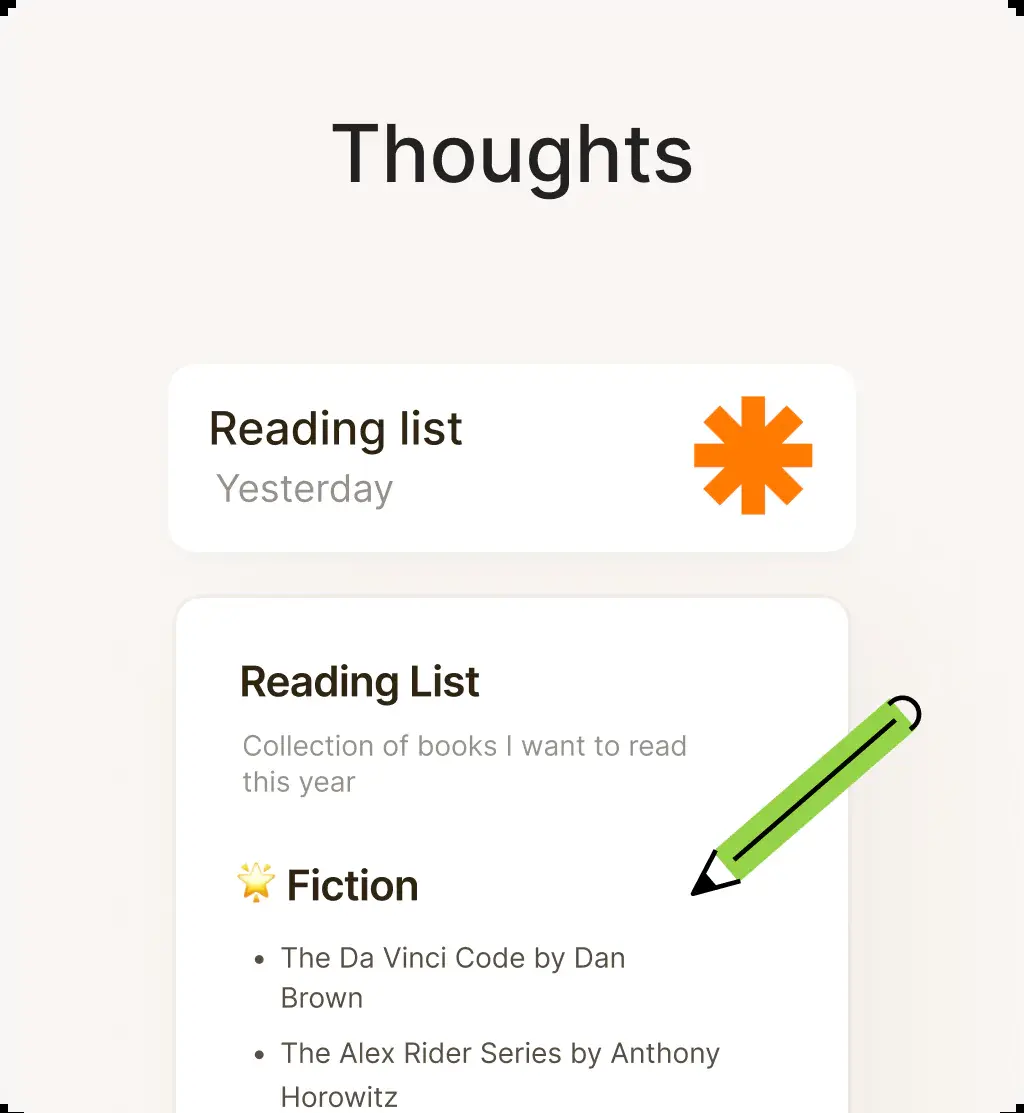 Thoughts
Reading list
Yesterday
Reading List
Collection of books I want to read
this year
🌟 Fiction
• The Da Vinci Code by Dan
Brown
• The Alex Rider Series by Anthony
Horowitz